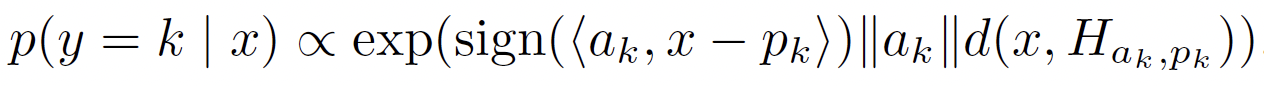 p(y = k | x) ∝ exp(sign(⟨a_k, x − p_k⟩)‖a_k‖d(x, H_{a_k,p_k})).